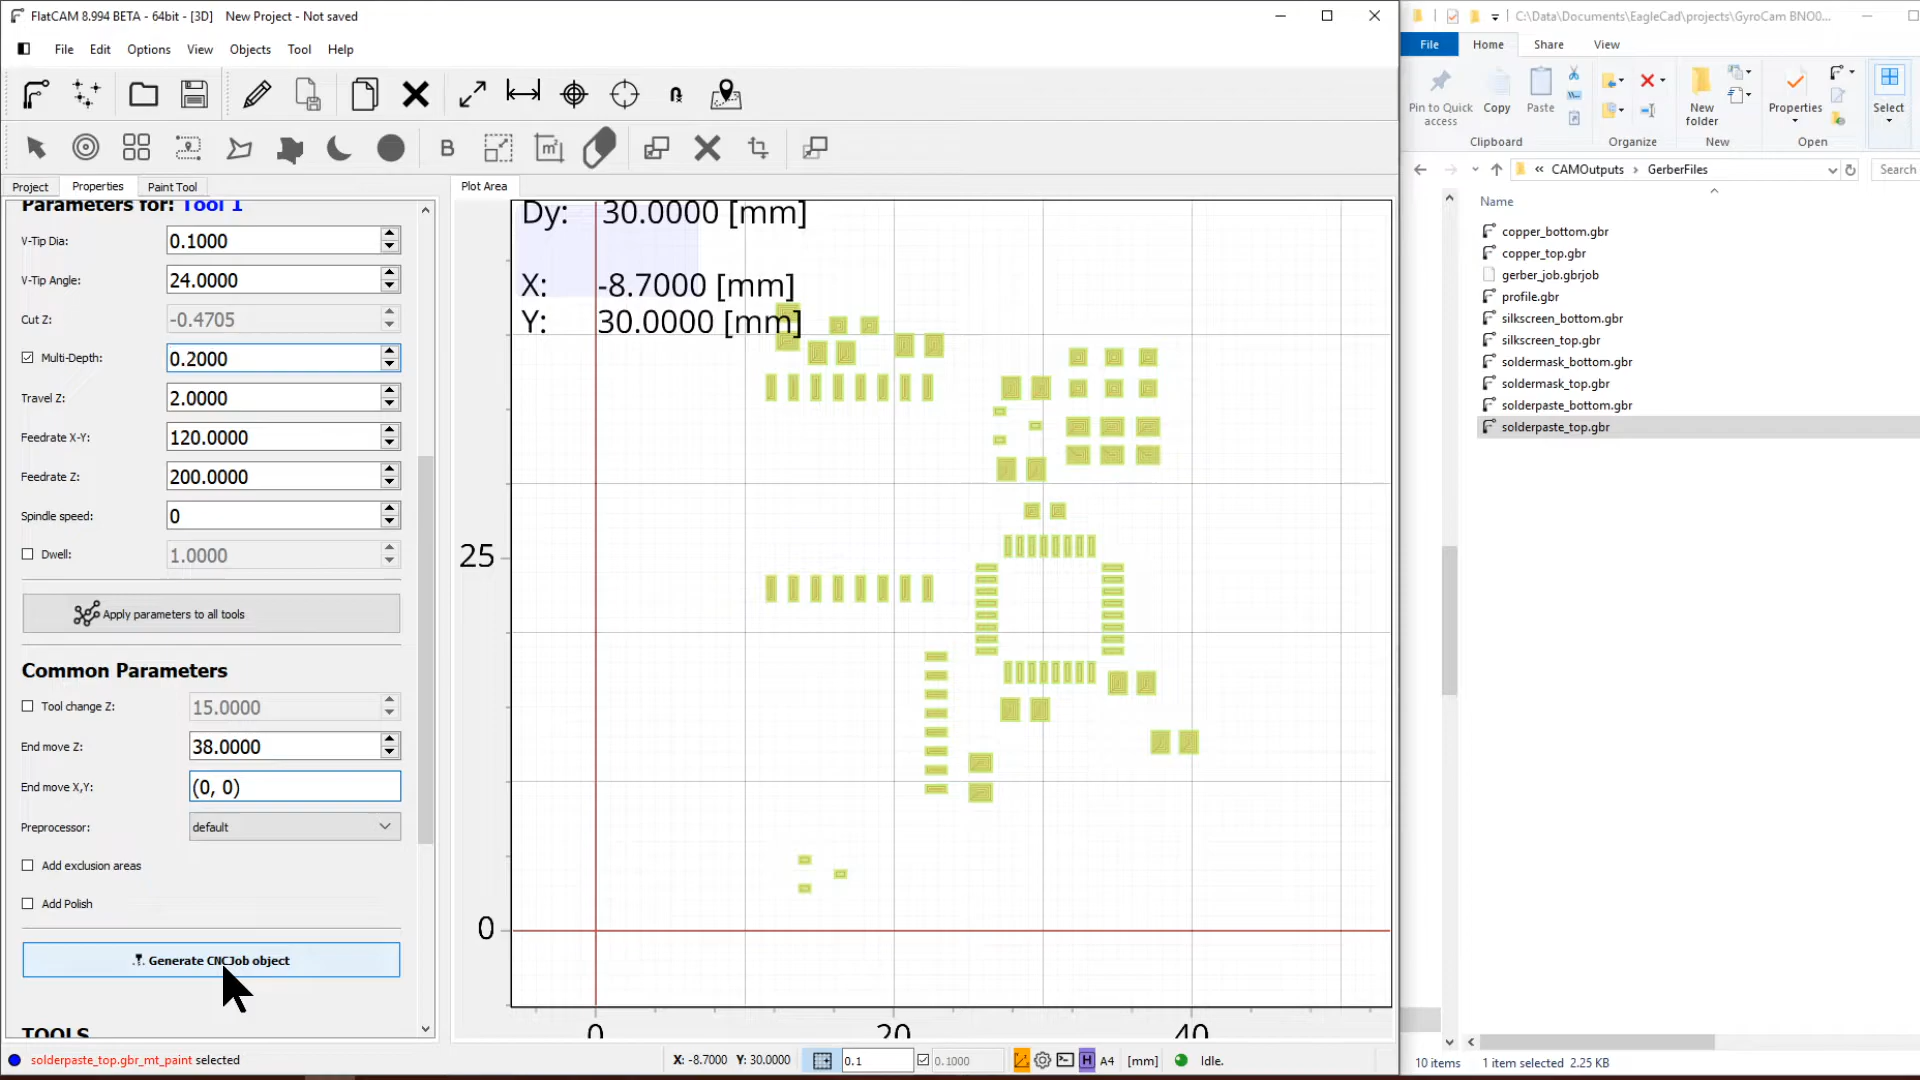 FlatCAM 8.994 BETA - 64bit - [3D] New Project - Not saved
File Edit Options View Objects Tool Help
Project Properties Paint Tool
Parameters for: Tool 1
V-Tip Dia: 0.1000
V-Tip Angle: 24.0000
Cut Z: -0.4705
Multi-Depth: 0.2000
Travel Z: 2.0000
Feedrate X-Y: 120.0000
Feedrate Z: 200.0000
Spindle speed: 0
Dwell: 1.0000
Apply parameters to all tools
Common Parameters
Tool change Z: 15.0000
End move Z: 38.0000
End move X,Y: (0, 0)
Preprocessor: default
Add exclusion areas
Add Polish
Generate CNCJob object
TOOLS
Plot Area
Dy: 30.0000 [mm]
X: -8.7000 [mm]
Y: 30.0000 [mm]
25
0
0 20 40
solderpaste_top.gbr_mt_paint selected
X: -8.7000 Y: 30.0000 0.1 0.1000 H A4 [mm] Idle.
C:\Data\Documents\EagleCad\projects\GyroCam BNO0...
File Home Share View
Pin to Quick access
Copy
Paste
New folder
Properties
Select
Clipboard Organize New Open
« CAMOutputs › GerberFiles
Search
Name
copper_bottom.gbr
copper_top.gbr
gerber_job.gbrjob
profile.gbr
silkscreen_bottom.gbr
silkscreen_top.gbr
soldermask_bottom.gbr
soldermask_top.gbr
solderpaste_bottom.gbr
solderpaste_top.gbr
10 items 1 item selected 2.25 KB